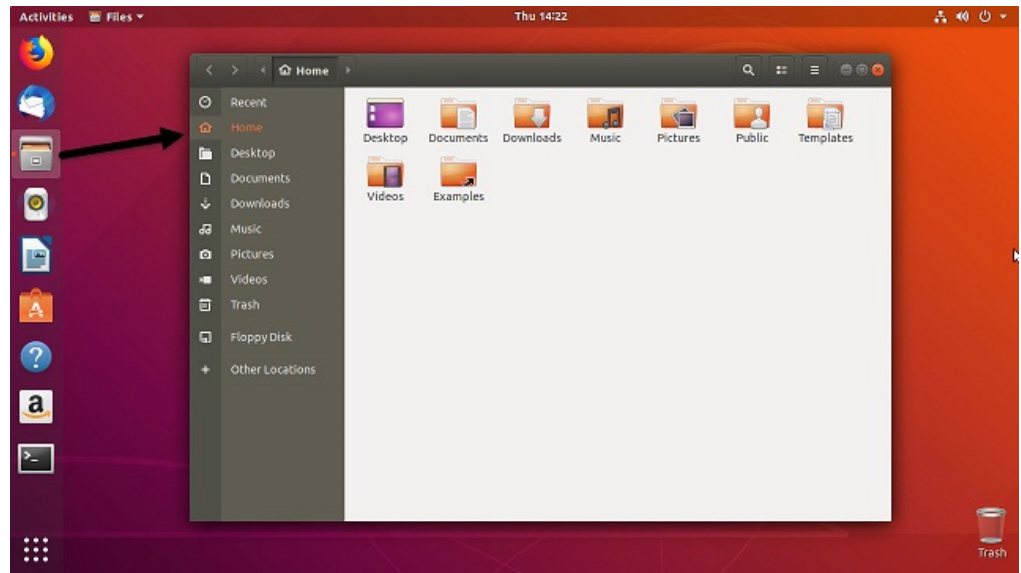 Activities Files Thu 14:22
Home
Recent
Home
Desktop
Documents
Downloads
Music
Pictures
Videos
Trash
Floppy Disk
Other Locations
Desktop Documents Downloads Music Pictures Public Templates
Videos Examples
Trash